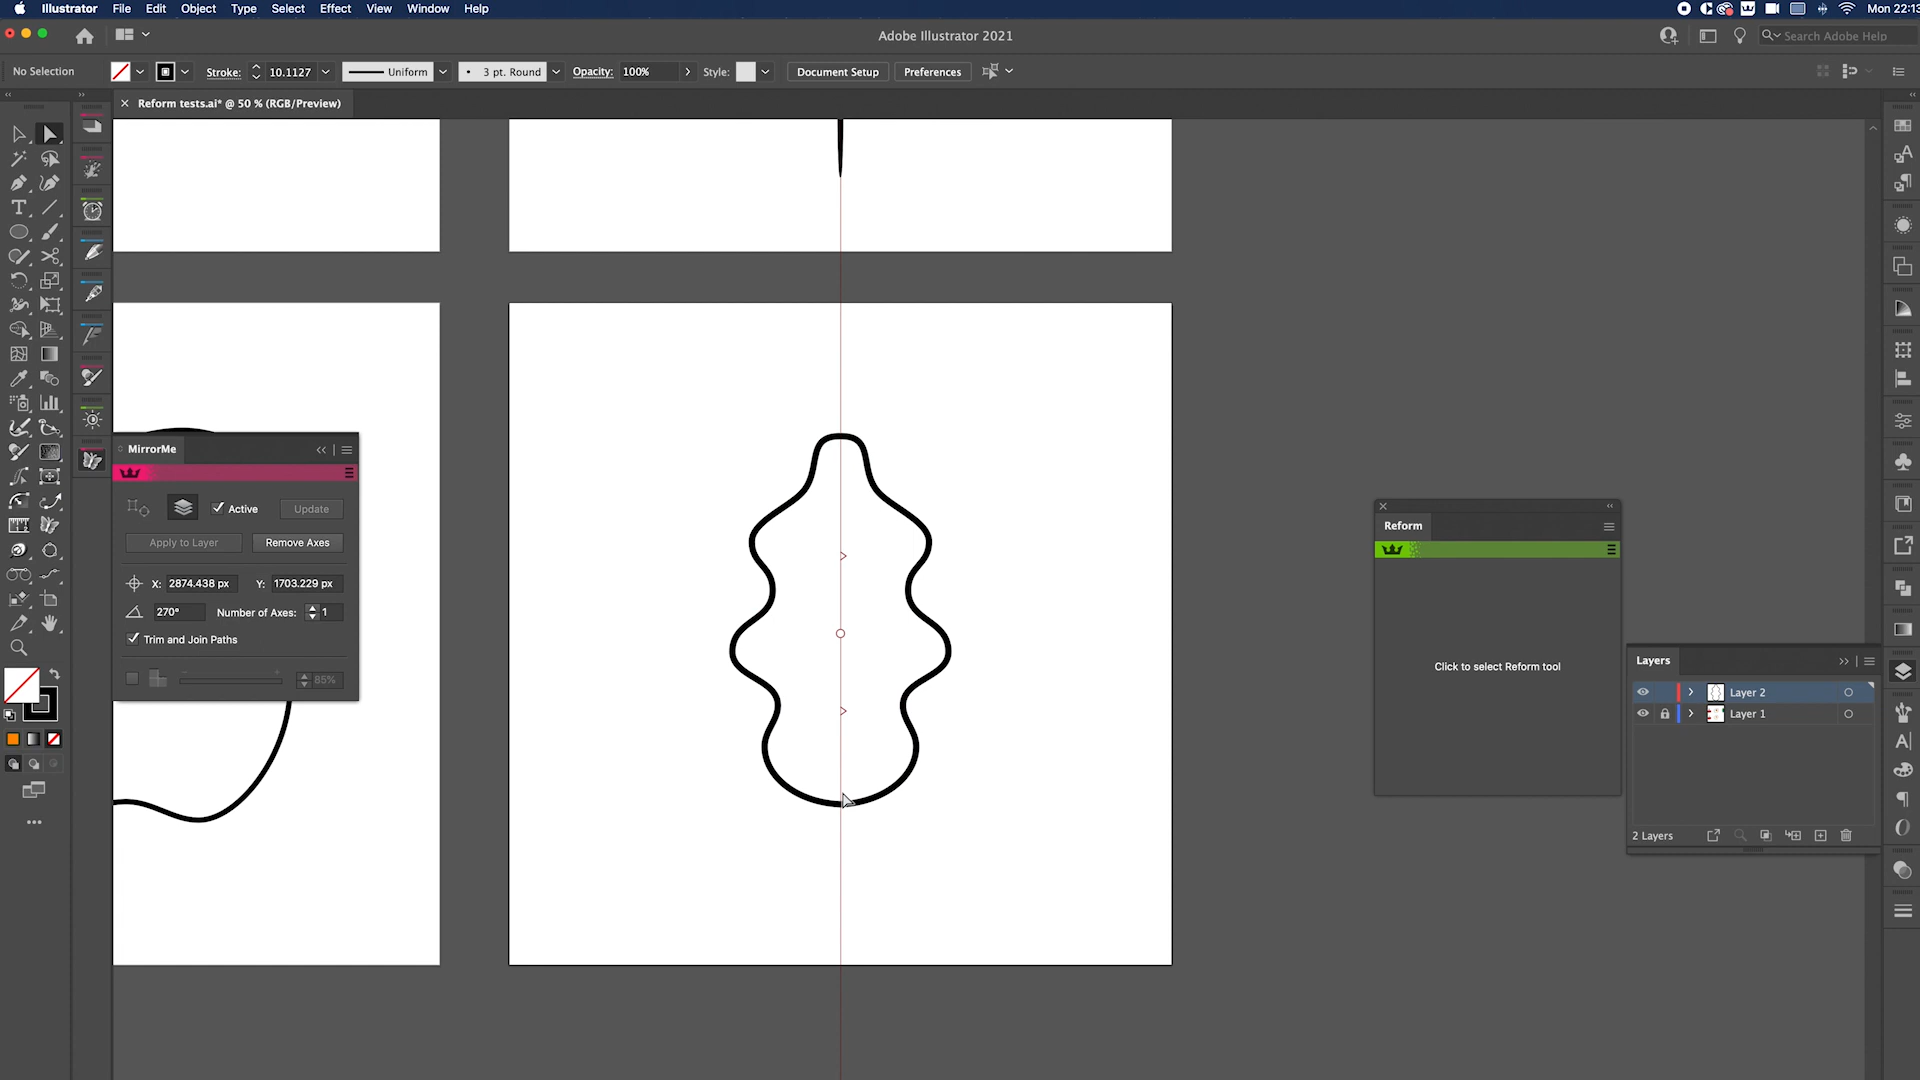 Illustrator File Edit Object Type Select Effect View Window Help
Mon 22:13
Adobe Illustrator 2021
Search Adobe Help
No Selection
Stroke: 10.1127
Uniform
3 pt. Round
Opacity: 100%
Style:
Document Setup
Preferences
Reform tests.ai* @ 50 % (RGB/Preview)
MirrorMe
Active
Update
Apply to Layer
Remove Axes
X: 2874.438 px Y: 1703.229 px
270° Number of Axes: 1
Trim and Join Paths
85%
Reform
Click to select Reform tool
Layers
Layer 2
Layer 1
2 Layers